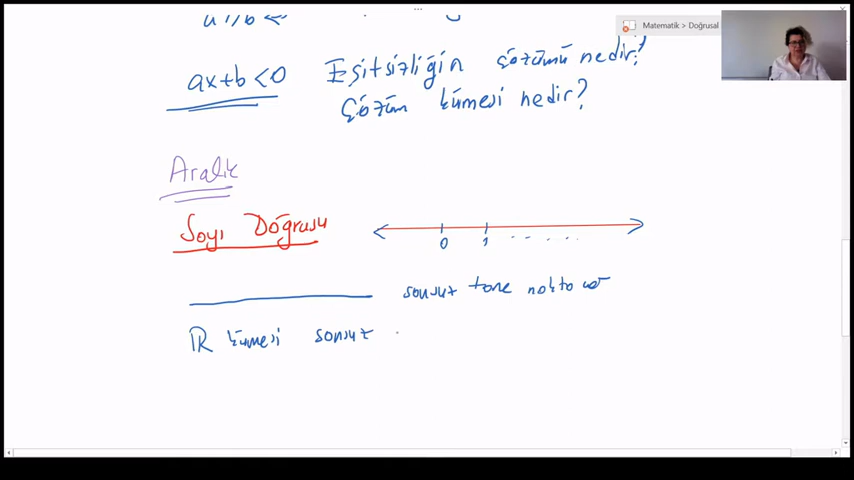 Matematik > Doğrusal
ax+b<0 Eşitsizliğin çözümü nedir?
Çözüm kümesi nedir?
Aralık
Sayı Doğrusu
0 1 .. . . ...
sonsuz tane nokta var
ℝ kümesi sonsuz